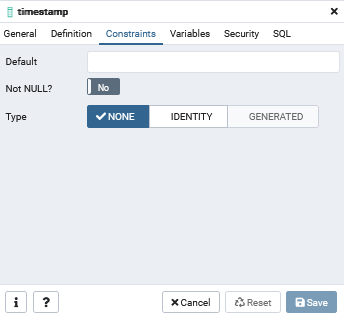 timestamp
General Definition Constraints Variables Security SQL
Default
Not NULL? No
Type NONE IDENTITY GENERATED
i ? Cancel Reset Save